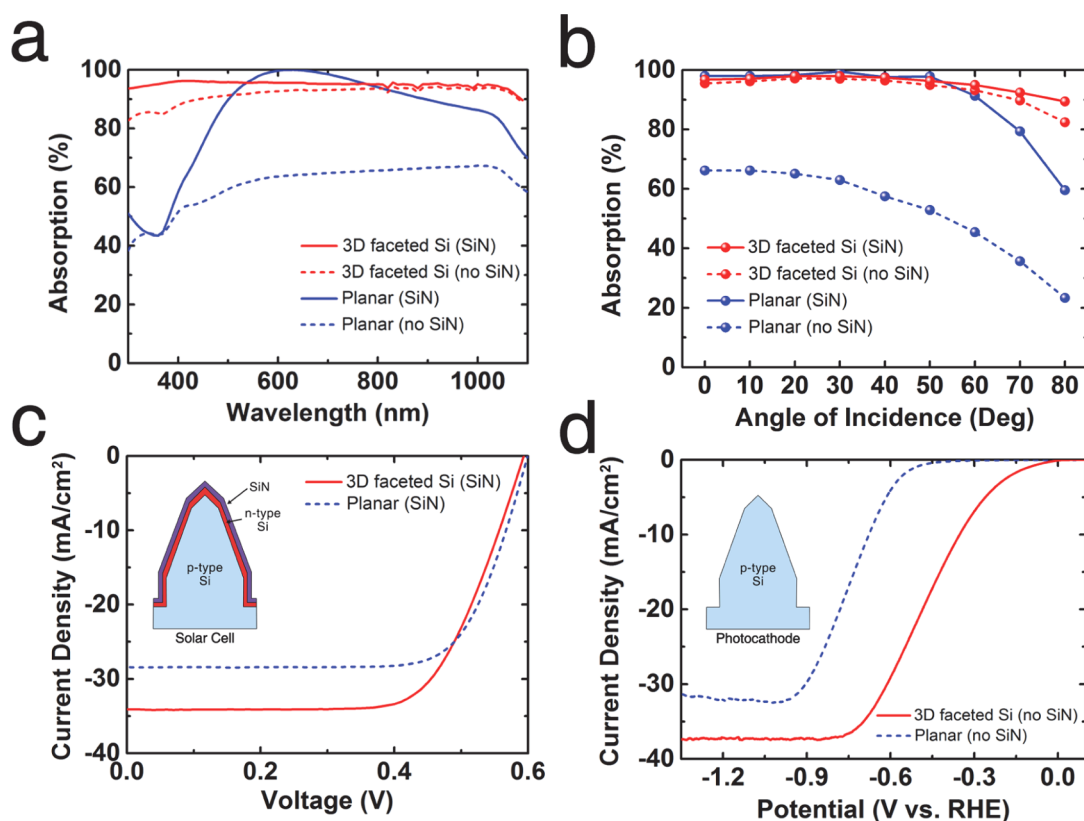 a
100
80
60
40
20
0
Absorption (%)
3D faceted Si (SiN)
3D faceted Si (no SiN)
Planar (SiN)
Planar (no SiN)
400
600
800
1000
Wavelength (nm)
b
100
80
60
40
20
0
Absorption (%)
3D faceted Si (SiN)
3D faceted Si (no SiN)
Planar (SiN)
Planar (no SiN)
0
10
20
30
40
50
60
70
80
Angle of Incidence (Deg)
c
0
-10
-20
-30
-40
Current Density (mA/cm²)
3D faceted Si (SiN)
Planar (SiN)
SiN
n-type
Si
p-type
Si
Solar Cell
0.0
0.2
0.4
0.6
Voltage (V)
d
0
-10
-20
-30
-40
Current Density (mA/cm²)
p-type
Si
Photocathode
3D faceted Si (no SiN)
Planar (no SiN)
-1.2
-0.9
-0.6
-0.3
0.0
Potential (V vs. RHE)